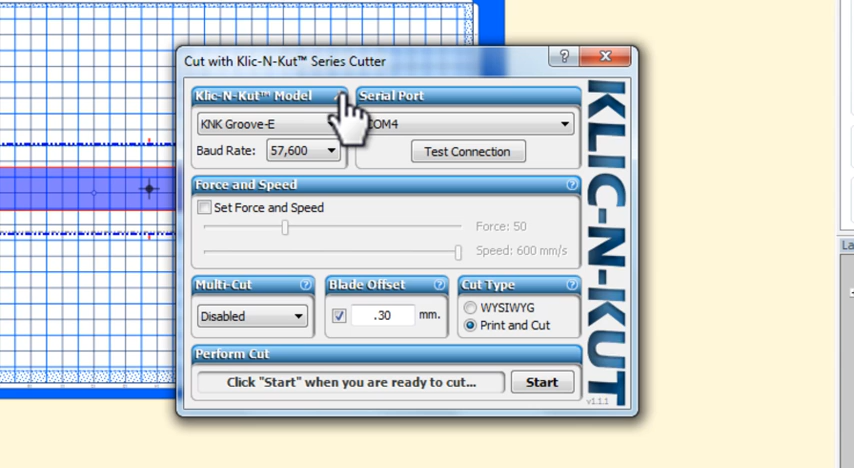 Cut with Klic-N-Kut™ Series Cutter
Klic-N-Kut™ Model
Serial Port
KNK Groove-E
COM4
Baud Rate: 57,600
Test Connection
Force and Speed
Set Force and Speed
Force: 50
Speed: 600 mm/s
Multi-Cut
Blade Offset
Cut Type
Disabled
.30 mm.
WYSIWYG
Print and Cut
Perform Cut
Click "Start" when you are ready to cut...
Start
KLIC-N-KUT
v1.1.1
La